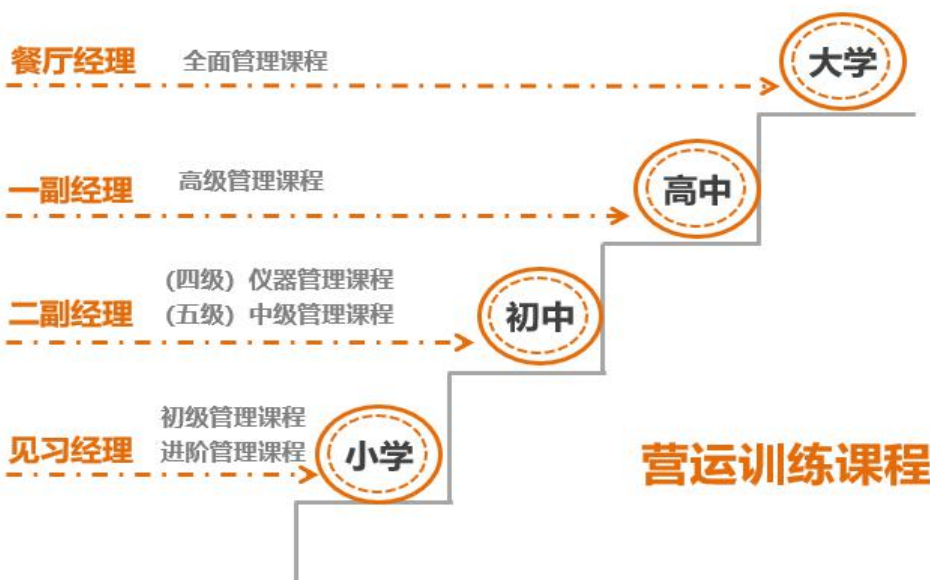 餐厅经理 全面管理课程 大学
一副经理 高级管理课程 高中
(四级) 仪器管理课程
二副经理 (五级) 中级管理课程 初中
初级管理课程
见习经理 进阶管理课程 小学
营运训练课程